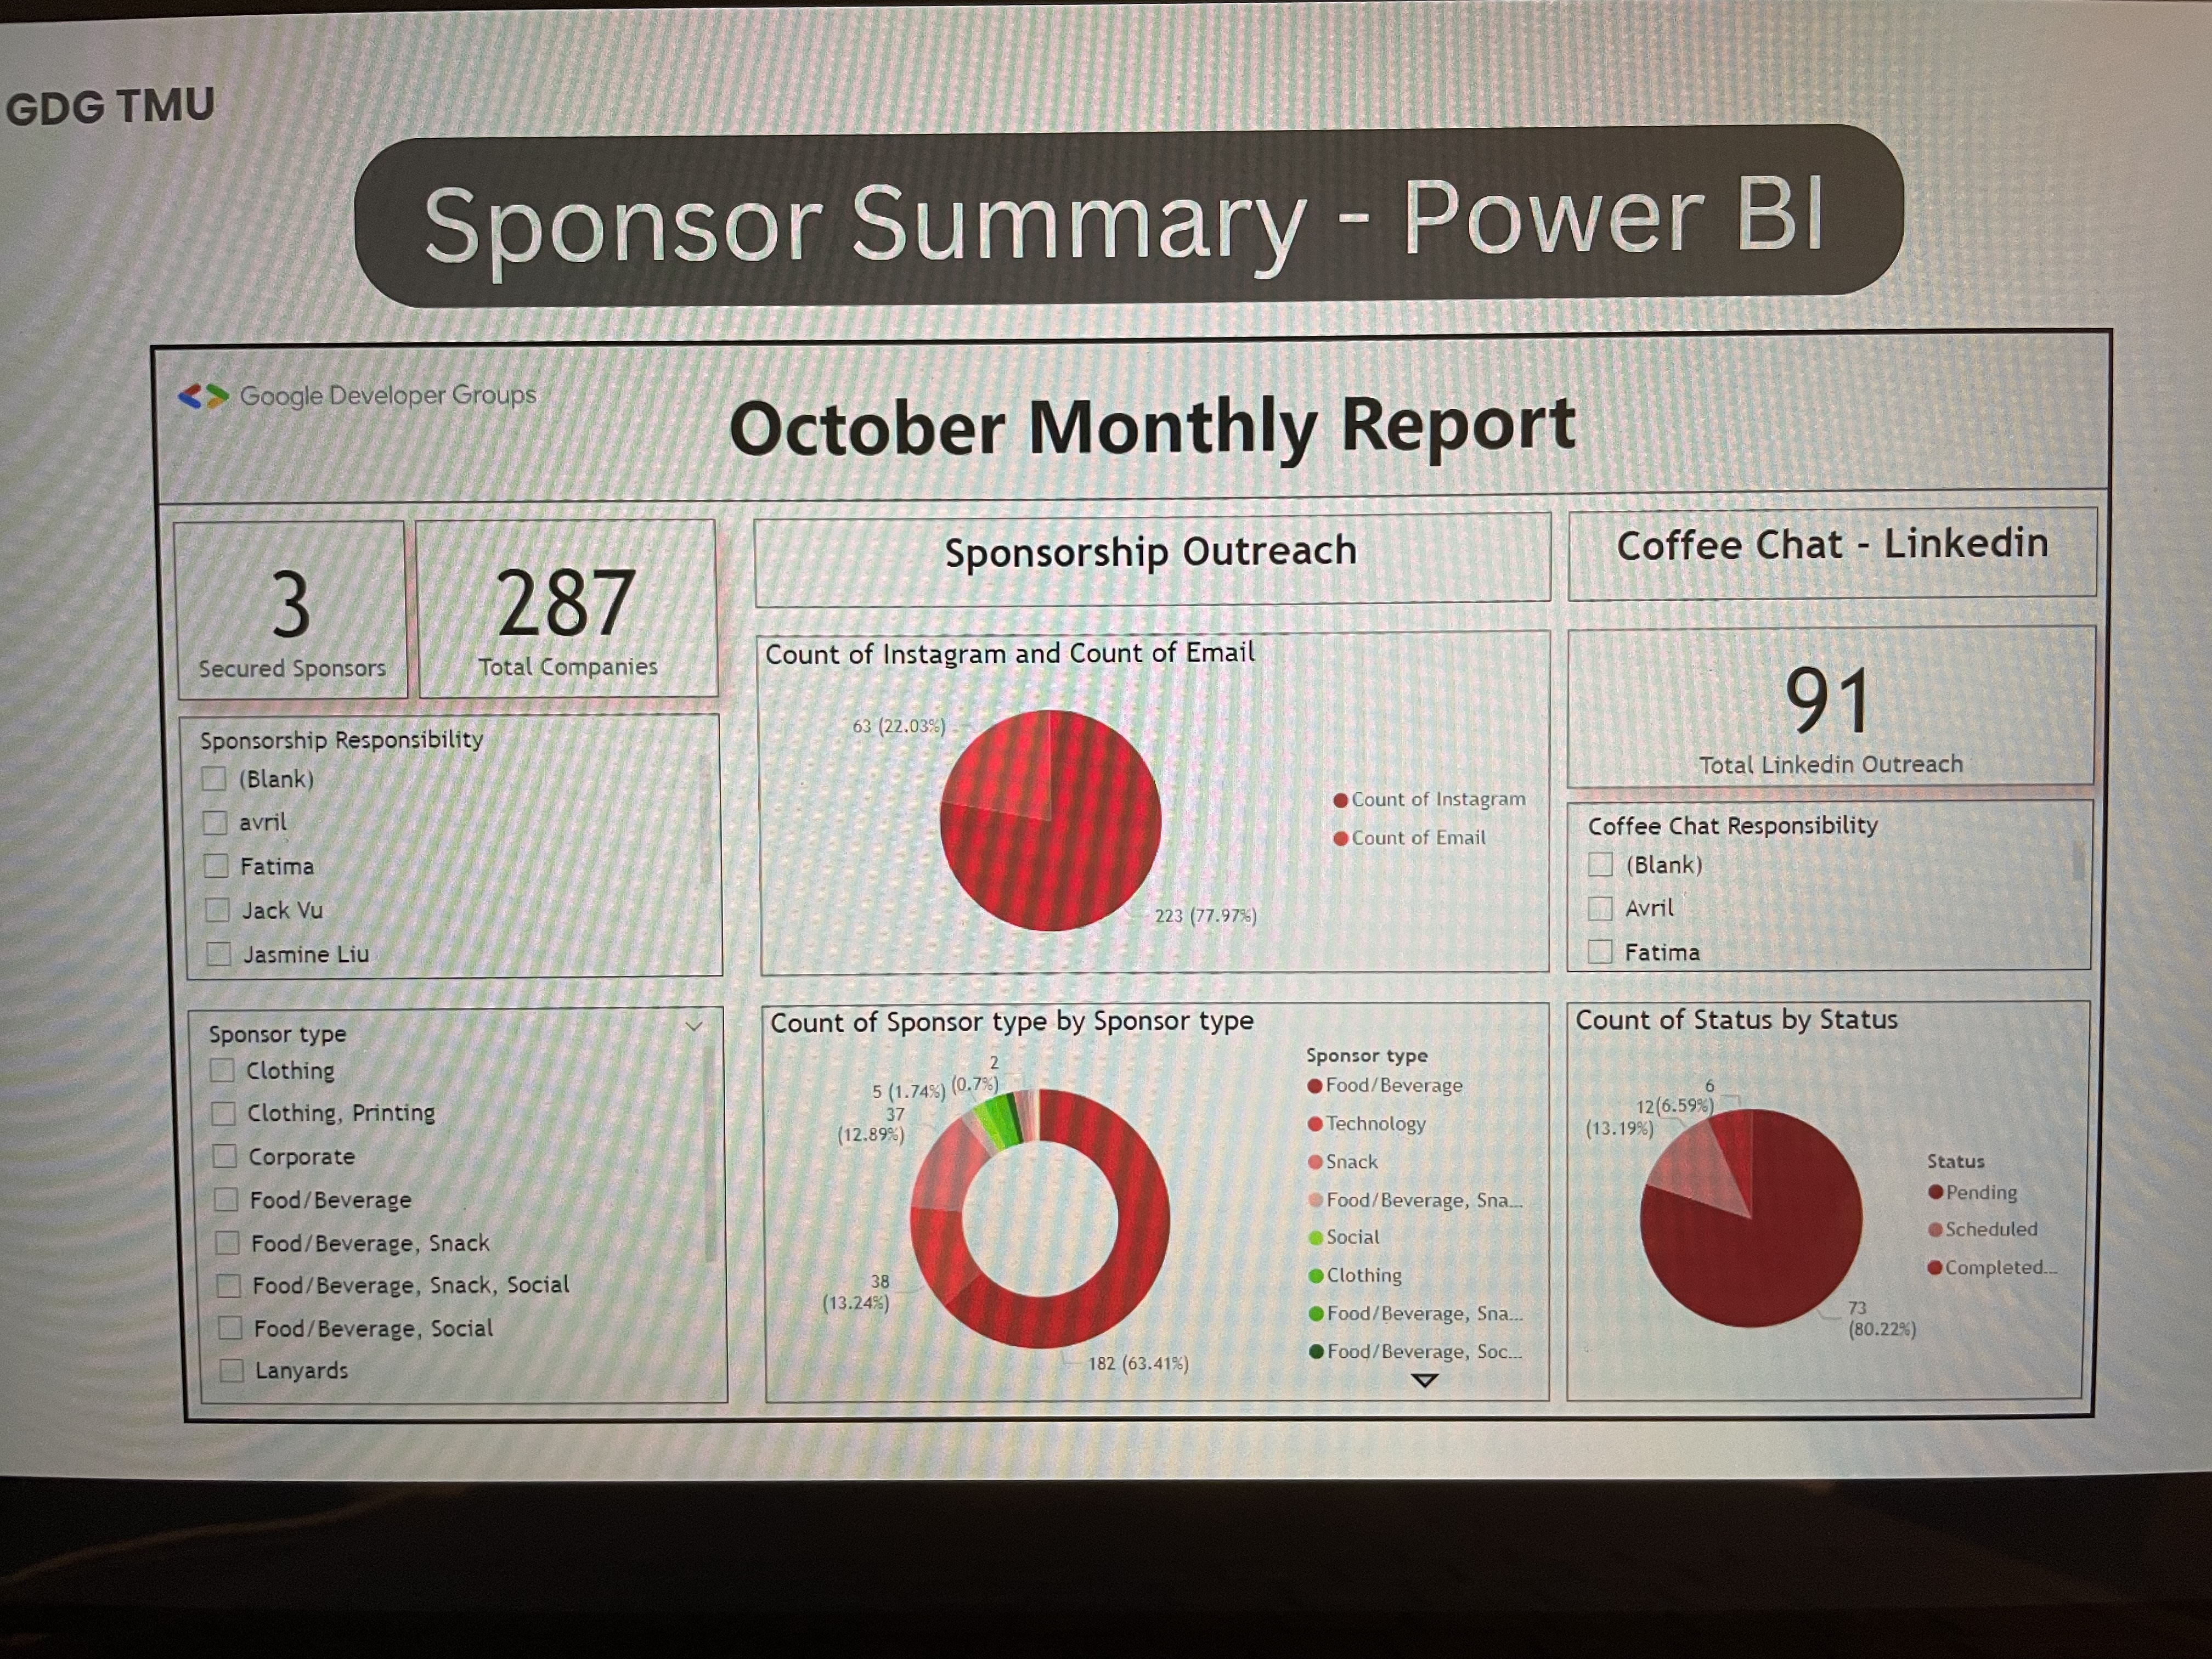 GDG TMU
Sponsor Summary - Power BI
Google Developer Groups
October Monthly Report
3
Secured Sponsors
287
Total Companies
Sponsorship Responsibility
(Blank)
avril
Fatima
Jack Vu
Jasmine Liu
Sponsor type
Clothing
Clothing, Printing
Corporate
Food/Beverage
Food/Beverage, Snack
Food/Beverage, Snack, Social
Food/Beverage, Social
Lanyards
Sponsorship Outreach
Count of Instagram and Count of Email
63 (22.03%)
223 (77.97%)
Count of Instagram
Count of Email
Count of Sponsor type by Sponsor type
2
(0.7%)
5 (1.74%)
37
(12.89%)
38
(13.24%)
182 (63.41%)
Sponsor type
Food/Beverage
Technology
Snack
Food/Beverage, Sna...
Social
Clothing
Food/Beverage, Sna...
Food/Beverage, Soc...
Coffee Chat - Linkedin
91
Total Linkedin Outreach
Coffee Chat Responsibility
(Blank)
Avril
Fatima
Count of Status by Status
6
(6.59%)
12
(13.19%)
73
(80.22%)
Status
Pending
Scheduled
Completed...